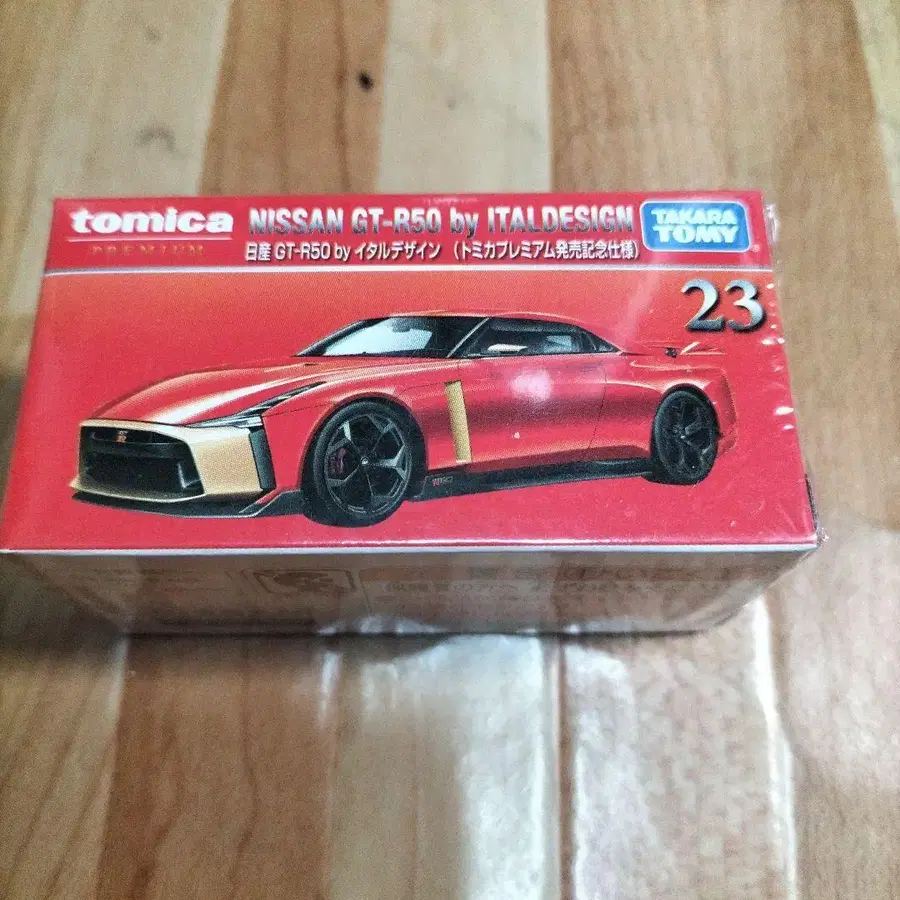 tomica
PREMIUM
NISSAN GT-R50 by ITALDESIGN
日産 GT-R50 by イタルデザイン (トミカプレミアム発売記念仕様)
TAKARA
TOMY
23